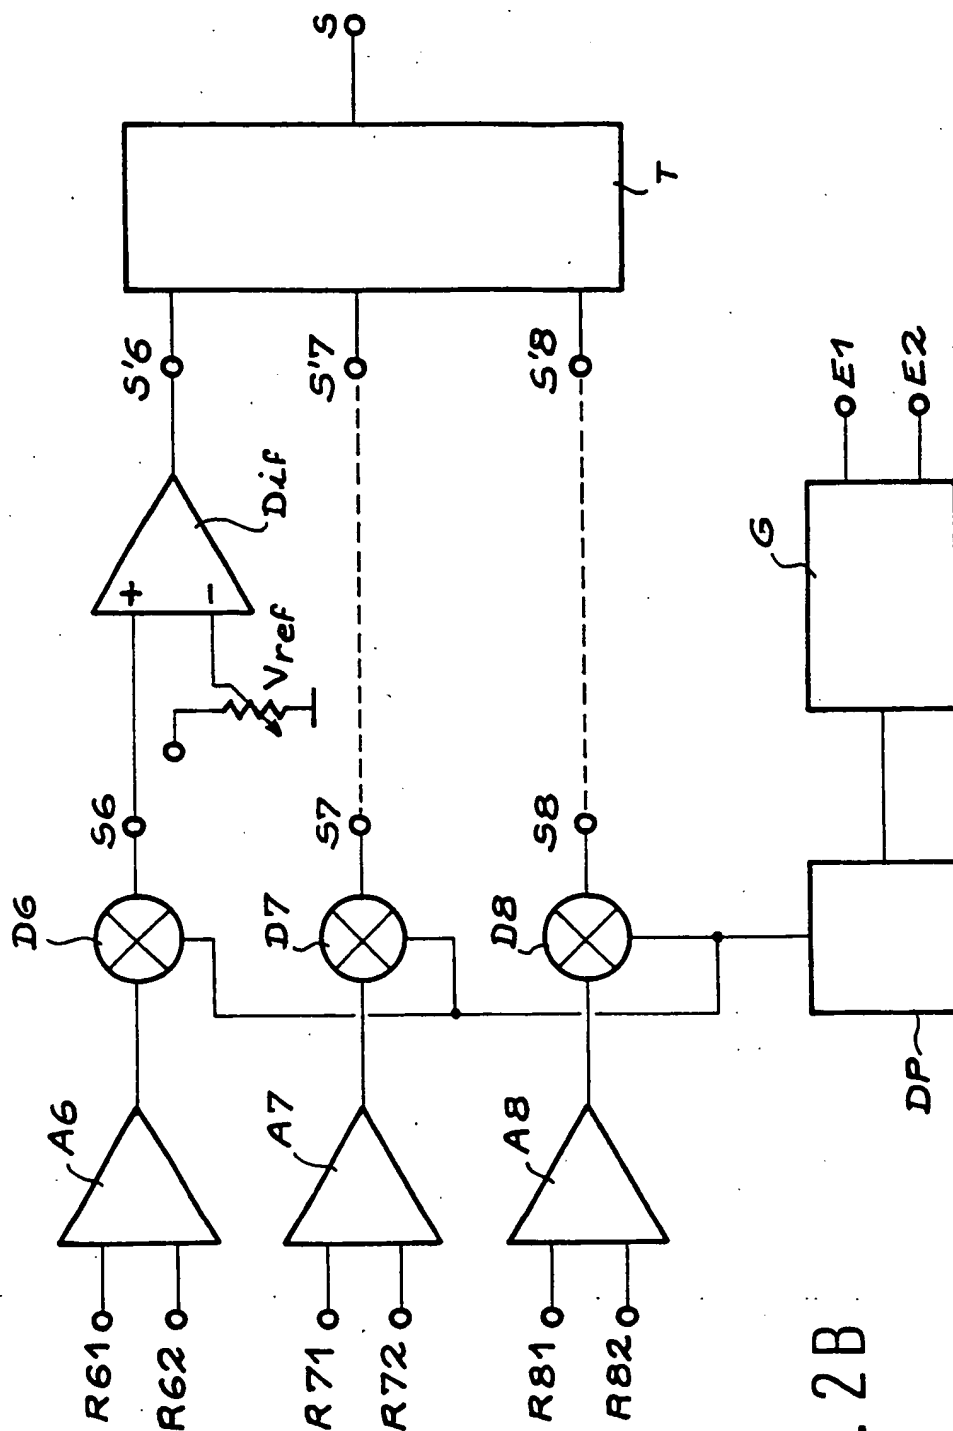 R61
R62
A6
D6
S6
Vref
+
-
Dif
S'6
R71
R72
A7
D7
S7
S'7
T
S
R81
R82
A8
D8
S8
S'8
DP
G
E1
E2
. 2B